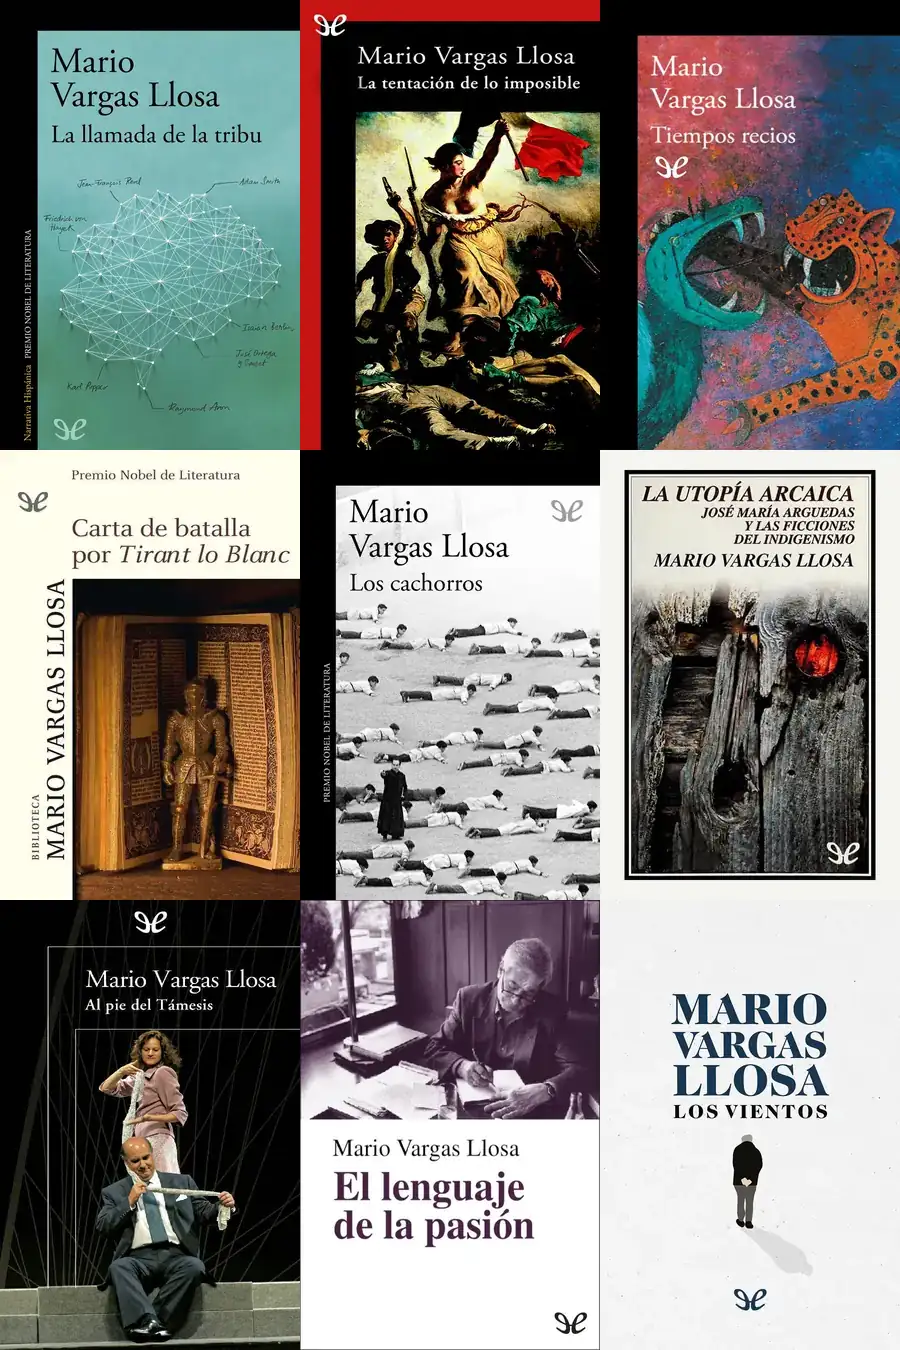 Mario
Vargas Llosa
La llamada de la tribu
Jean-François Revel
Adam Smith
Friedrich von
Hayek
Isaiah Berlin
José Ortega
y Gasset
Karl Popper
Raymond Aron
Narrativa Hispánica PREMIO NOBEL DE LITERATURA
Mario Vargas Llosa
La tentación de lo imposible
Mario
Vargas Llosa
Tiempos recios
Premio Nobel de Literatura
Carta de batalla
por Tirant lo Blanc
BIBLIOTECA
MARIO VARGAS LLOSA
Mario
Vargas Llosa
Los cachorros
PREMIO NOBEL DE LITERATURA
LA UTOPÍA ARCAICA
JOSÉ MARÍA ARGUEDAS
Y LAS FICCIONES
DEL INDIGENISMO
MARIO VARGAS LLOSA
Mario Vargas Llosa
Al pie del Támesis
Mario Vargas Llosa
El lenguaje
de la pasión
MARIO
VARGAS
LLOSA
LOS VIENTOS